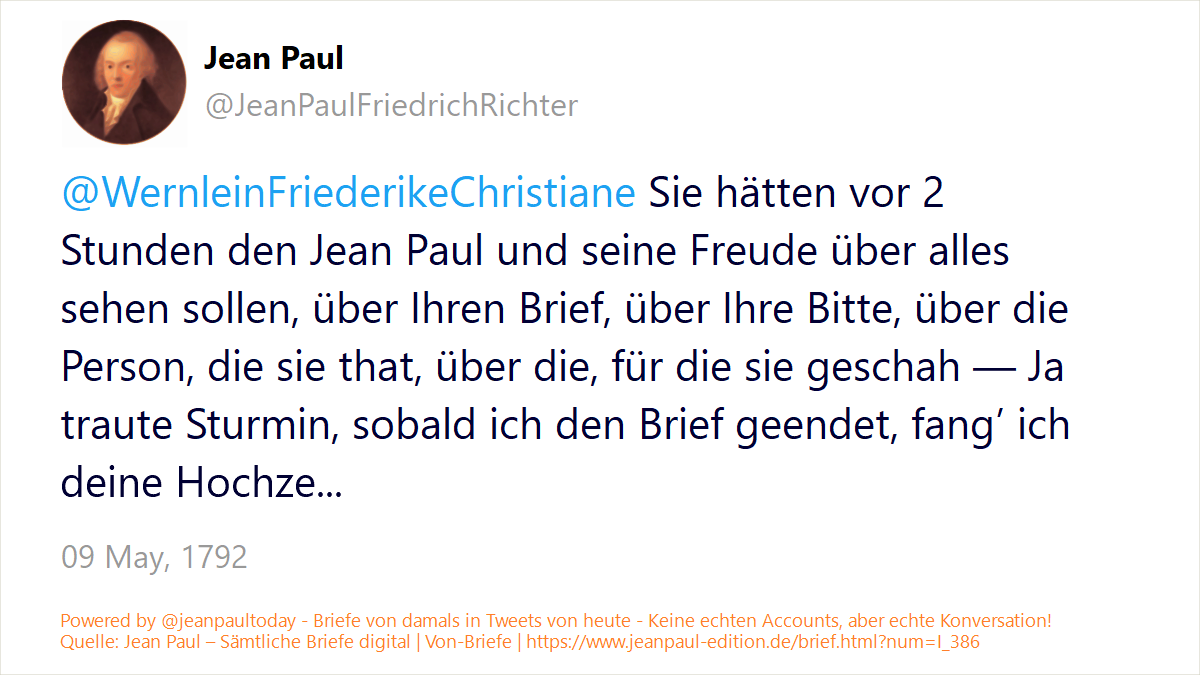 Jean Paul
@JeanPaulFriedrichRichter
@WernleinFriederikeChristiane Sie hätten vor 2
Stunden den Jean Paul und seine Freude über alles
sehen sollen, über Ihren Brief, über Ihre Bitte, über die
Person, die sie that, über die, für die sie geschah — Ja
traute Sturmin, sobald ich den Brief geendet, fang’ ich
deine Hochze...
09 May, 1792
Powered by @jeanpaultoday - Briefe von damals in Tweets von heute - Keine echten Accounts, aber echte Konversation!
Quelle: Jean Paul – Sämtliche Briefe digital | Von-Briefe | https://www.jeanpaul-edition.de/brief.html?num=I_386